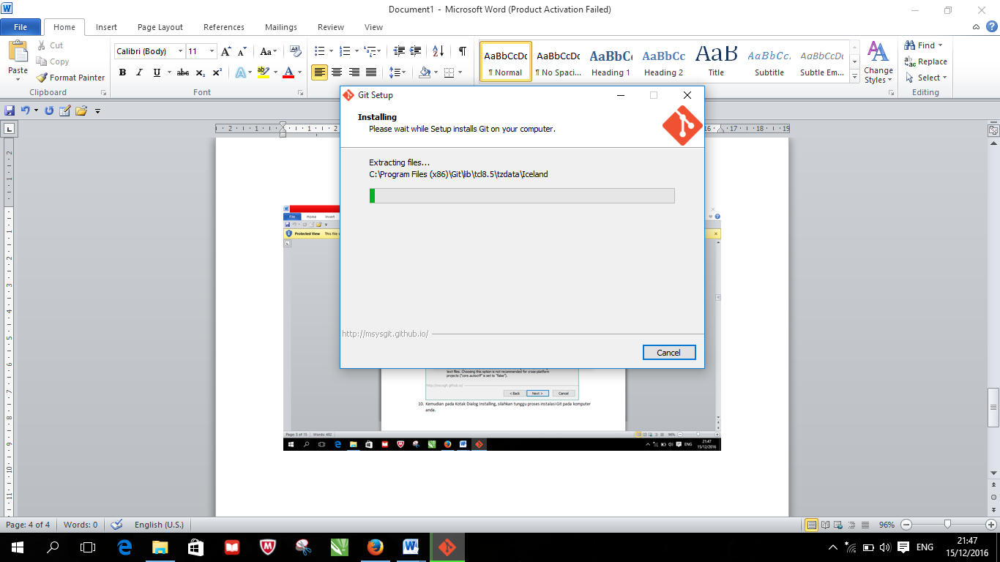 Document1 - Microsoft Word (Product Activation Failed)
File Home Insert Page Layout References Mailings Review View
Paste
Cut
Copy
Format Painter
Clipboard
Calibri (Body) 11
Font
AaBbCcDc AaBbCcDc AaBbCc AaBbCc AaB AaBbCc. AaBbCcDc
¶ Normal ¶ No Spaci... Heading 1 Heading 2 Title Subtitle Subtle Em...
Change Styles
Find
Replace
Select
Editing
Git Setup
Installing
Please wait while Setup installs Git on your computer.
Extracting files...
C:\Program Files (x86)\Git\lib\tcl8.5\tzdata\Iceland
http://msysgit.github.io/
Cancel
File Home Insert
Protected View This file
text files. Choosing this option is not recommended for cross-platform
projects ("core.autocrlf" is set to "false").
http://msysgit.github.io/
< Back Next > Cancel
10. Kemudian pada Kotak Dialog Installing, silahkan tunggu proses instalasi Git pada komputer
anda.
Page: 5 of 15 Words: 402 96%
ENG 21:47
15/12/2016
Page: 4 of 4 Words: 0 English (U.S.) 96%
ENG 21:47
15/12/2016